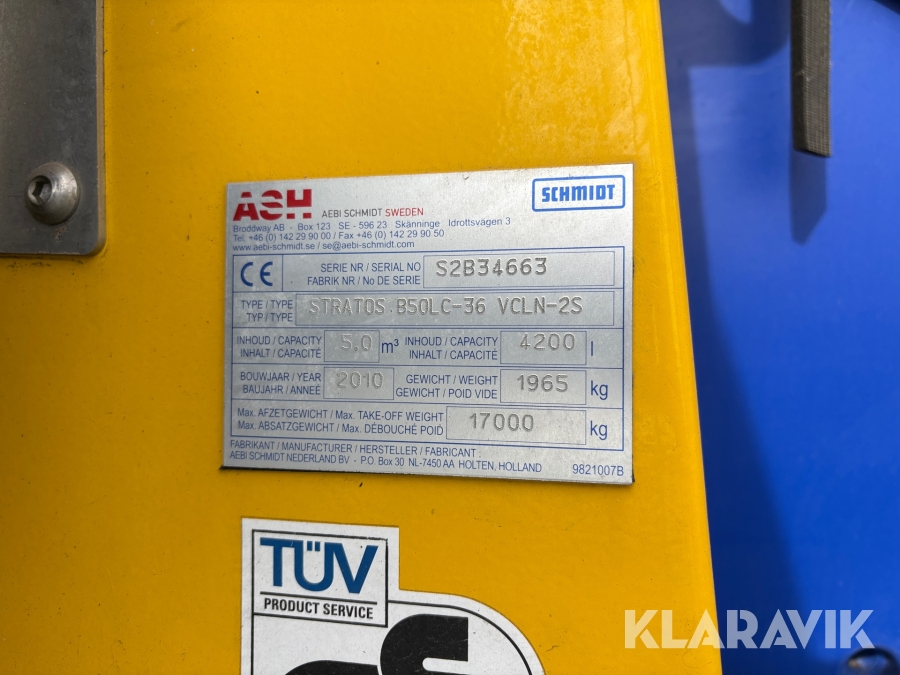 ASH AEBI SCHMIDT SWEDEN
SCHMIDT
Broddway AB - Box 123 SE - 596 23 Skänninge Idrottsvägen 3
Tel. +46 (0) 142 29 90 00 / Fax +46 (0) 142 29 90 50
www.aebi-schmidt.se / se@aebi-schmidt.com
CE
SERIE NR / SERIAL NO
FABRIK NR / No DE SERIE
S2B34663
TYPE / TYPE
TYP / TYPE
STRATOS B50LC-36 VCLN-2S
INHOUD / CAPACITY
INHALT / CAPACITÉ
5.0 m³
INHOUD / CAPACITY
INHALT / CAPACITÉ
4200 l
BOUWJAAR / YEAR
BAUJAHR / ANNEÉ
2010
GEWICHT / WEIGHT
GEWICHT / POID VIDE
1965 kg
Max. AFZETGEWICHT / Max. TAKE-OFF WEIGHT
Max. ABSATZGEWICHT / Max. DÉBOUCHÉ POID
17000 kg
FABRIKANT / MANUFACTURER / HERSTELLER / FABRICANT :
AEBI SCHMIDT NEDERLAND BV - P.O. Box 30 NL-7450 AA HOLTEN, HOLLAND 9821007B
TÜV
PRODUCT SERVICE
KLARAVIK